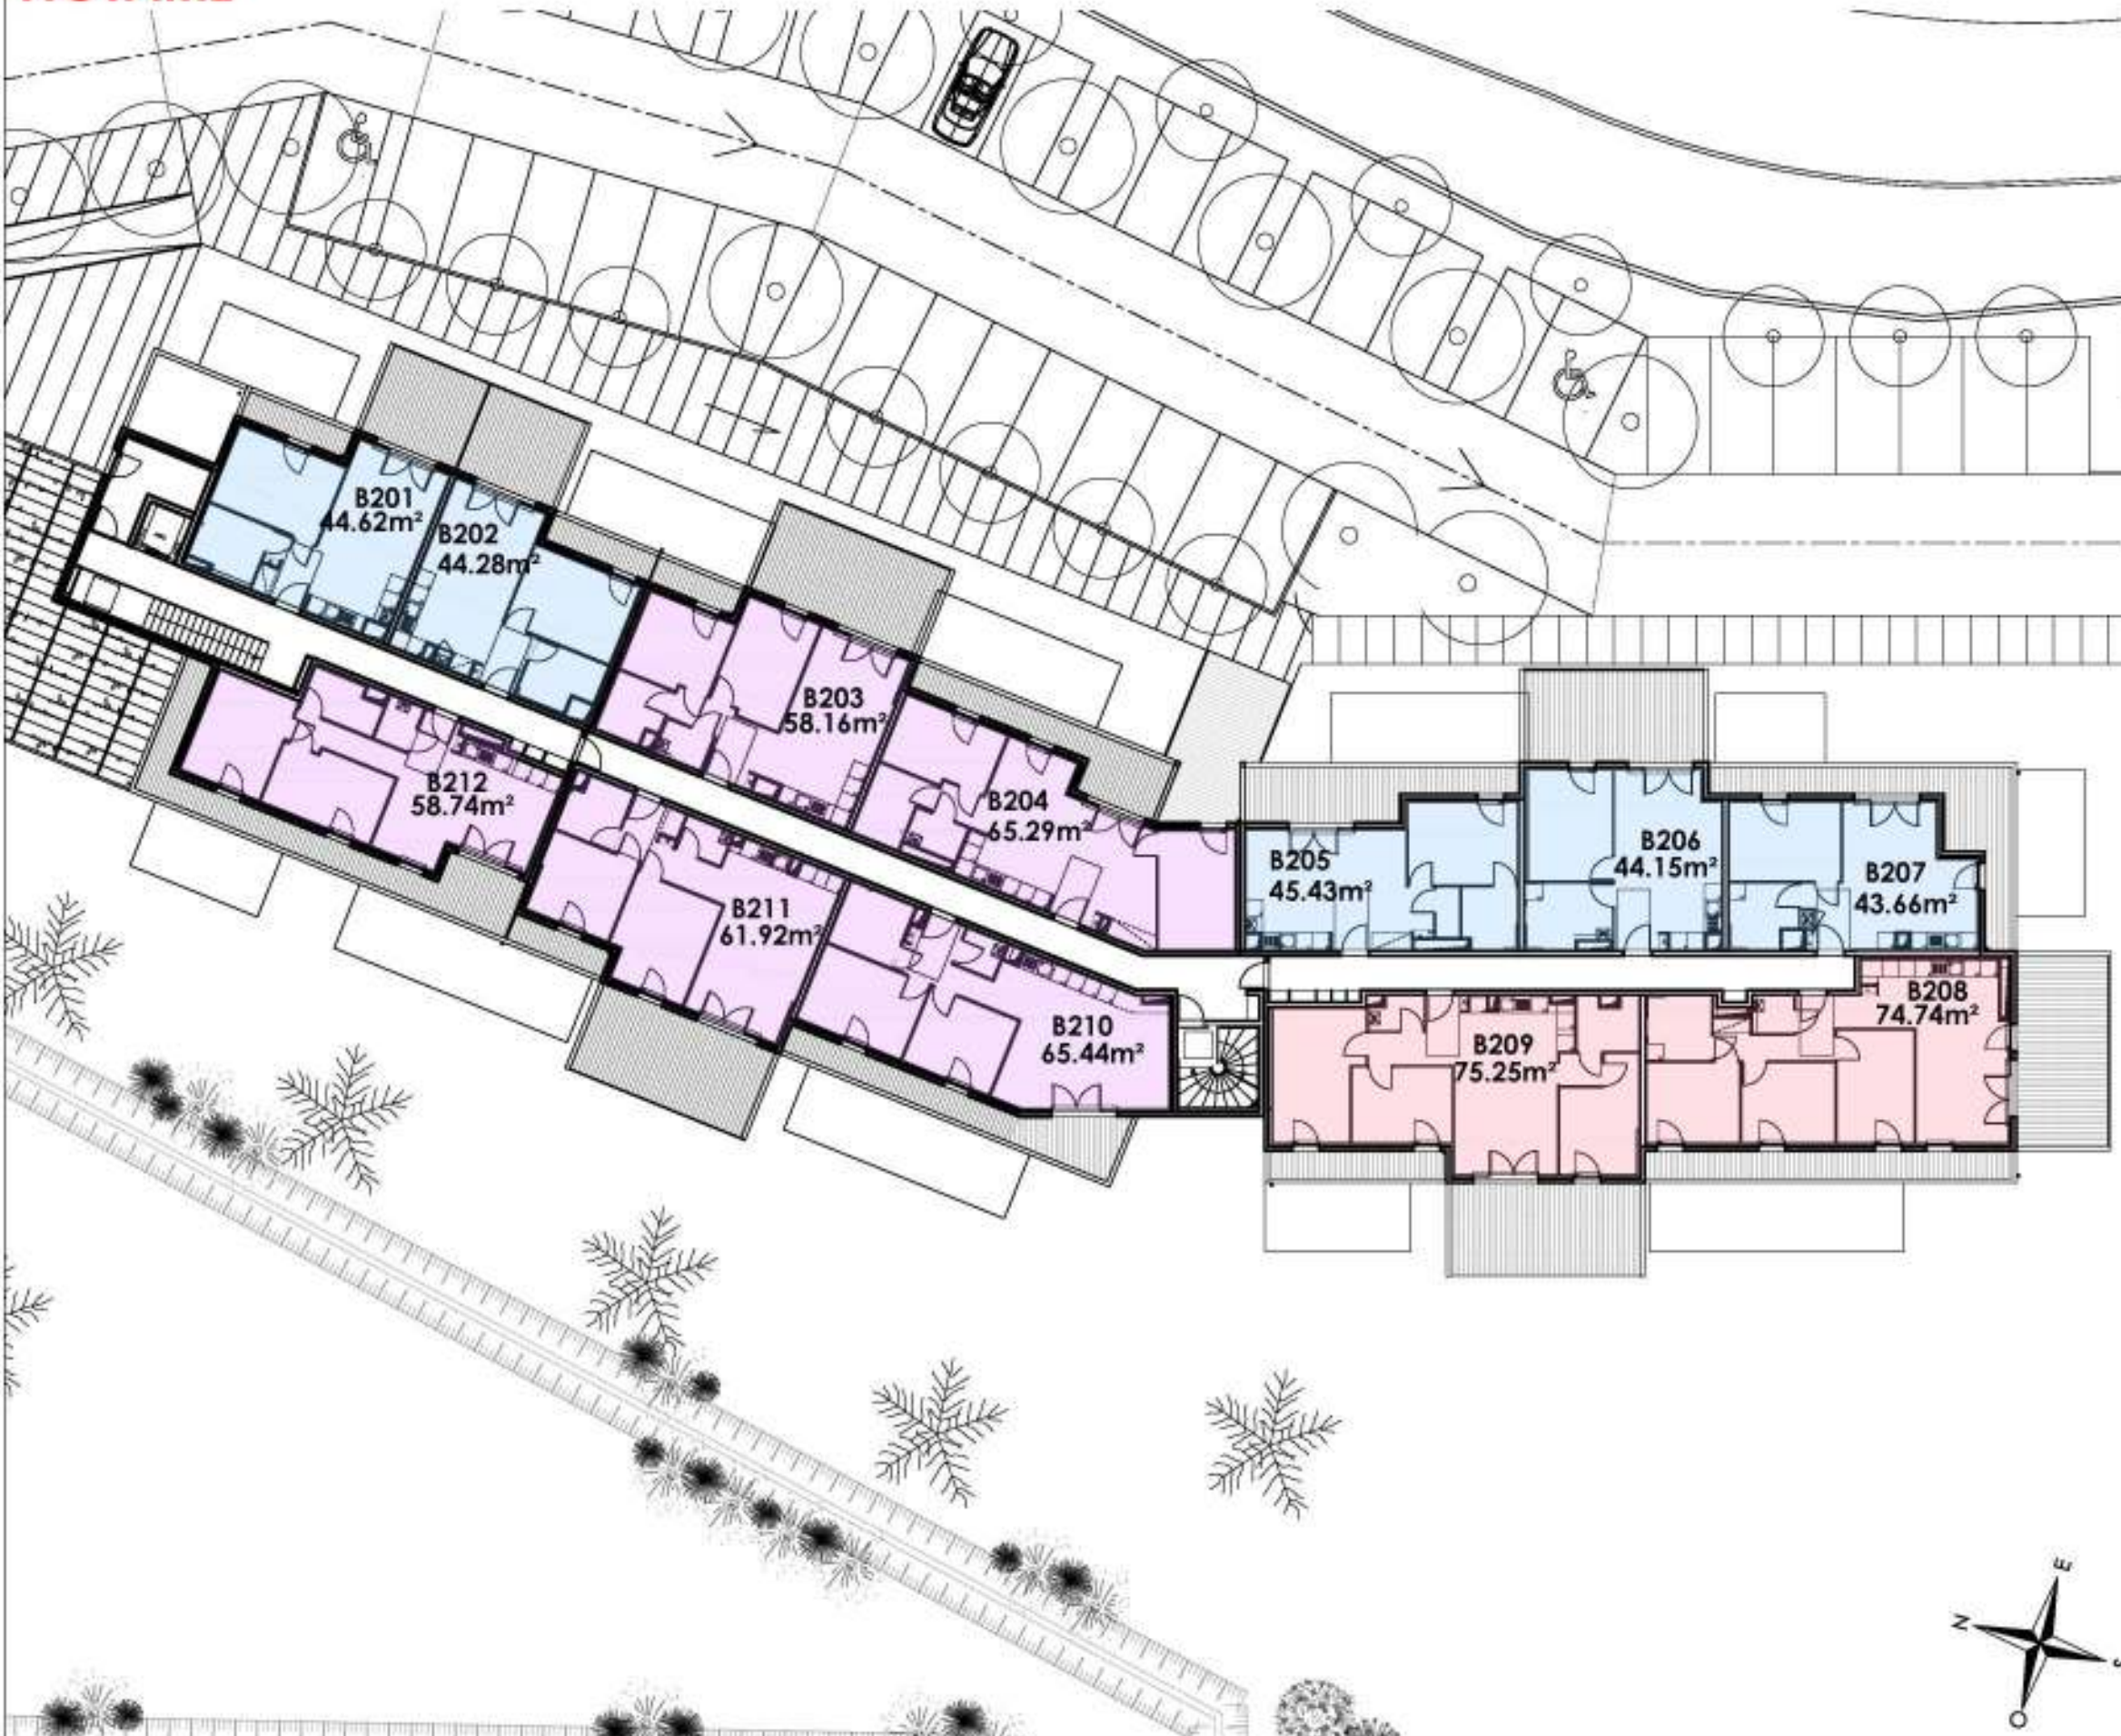 B201
44.62m²
B202
44.28m²
B203
58.16m²
B204
65.29m²
B205
45.43m²
B206
44.15m²
B207
43.66m²
B208
74.74m²
B209
75.25m²
B210
65.44m²
B211
61.92m²
B212
58.74m²
E
N
S
O